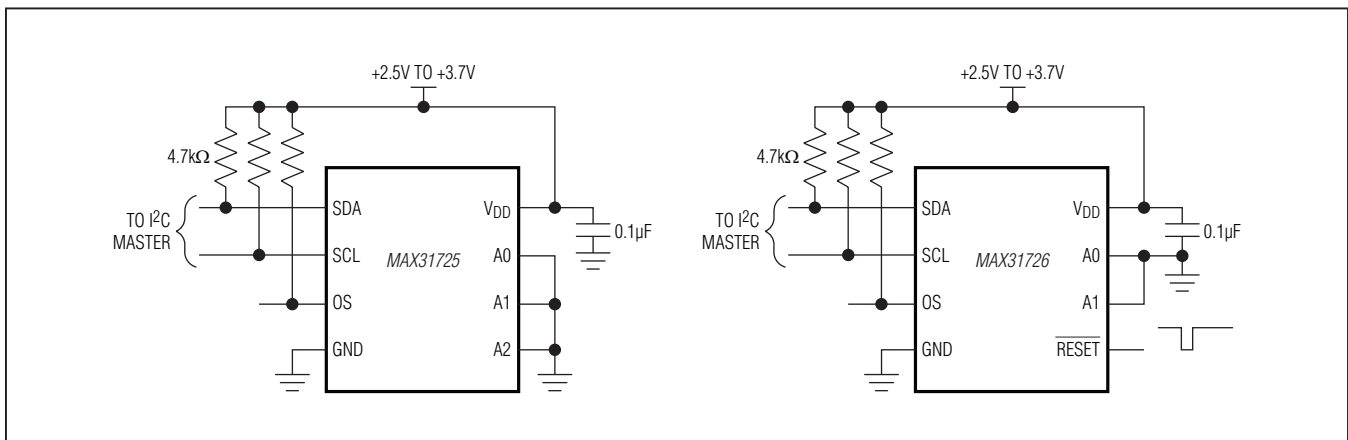 +2.5V TO +3.7V
4.7kΩ
TO I²C
MASTER
SDA
SCL
OS
GND
MAX31725
VDD
A0
A1
A2
0.1µF
+2.5V TO +3.7V
4.7kΩ
TO I²C
MASTER
SDA
SCL
OS
GND
MAX31726
VDD
A0
A1
RESET
0.1µF